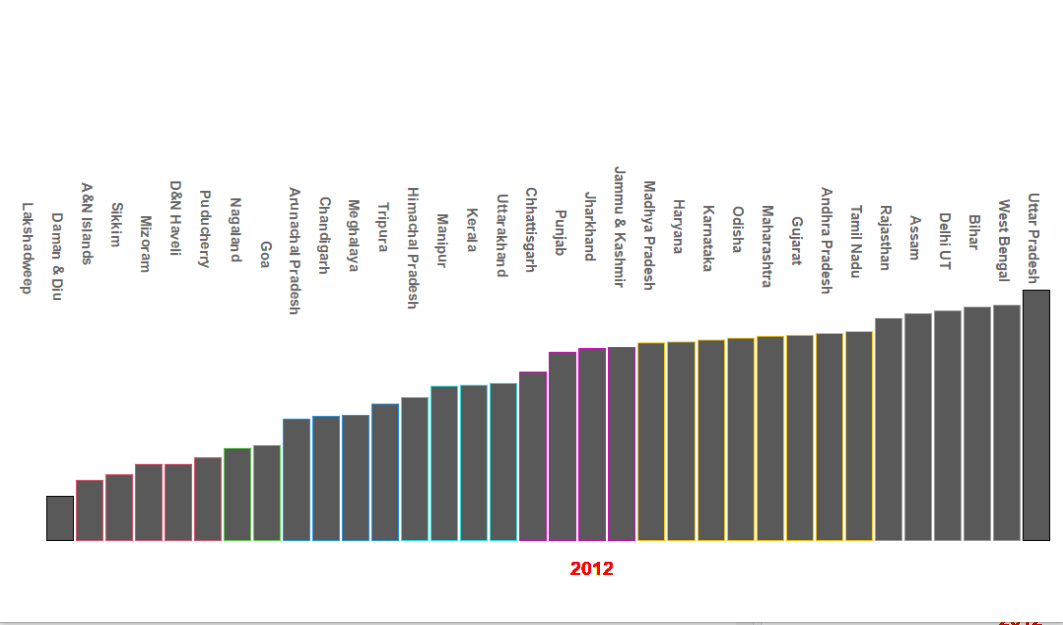 Lakshadweep
Daman & Diu
A&N Islands
Sikkim
Mizoram
D&N Haveli
Puducherry
Nagaland
Goa
Arunachal Pradesh
Chandigarh
Meghalaya
Tripura
Himachal Pradesh
Manipur
Kerala
Uttarakhand
Chhattisgarh
Punjab
Jharkhand
Jammu & Kashmir
Madhya Pradesh
Haryana
Karnataka
Odisha
Maharashtra
Gujarat
Andhra Pradesh
Tamil Nadu
Rajasthan
Assam
Delhi UT
Bihar
West Bengal
Uttar Pradesh
2012
2012